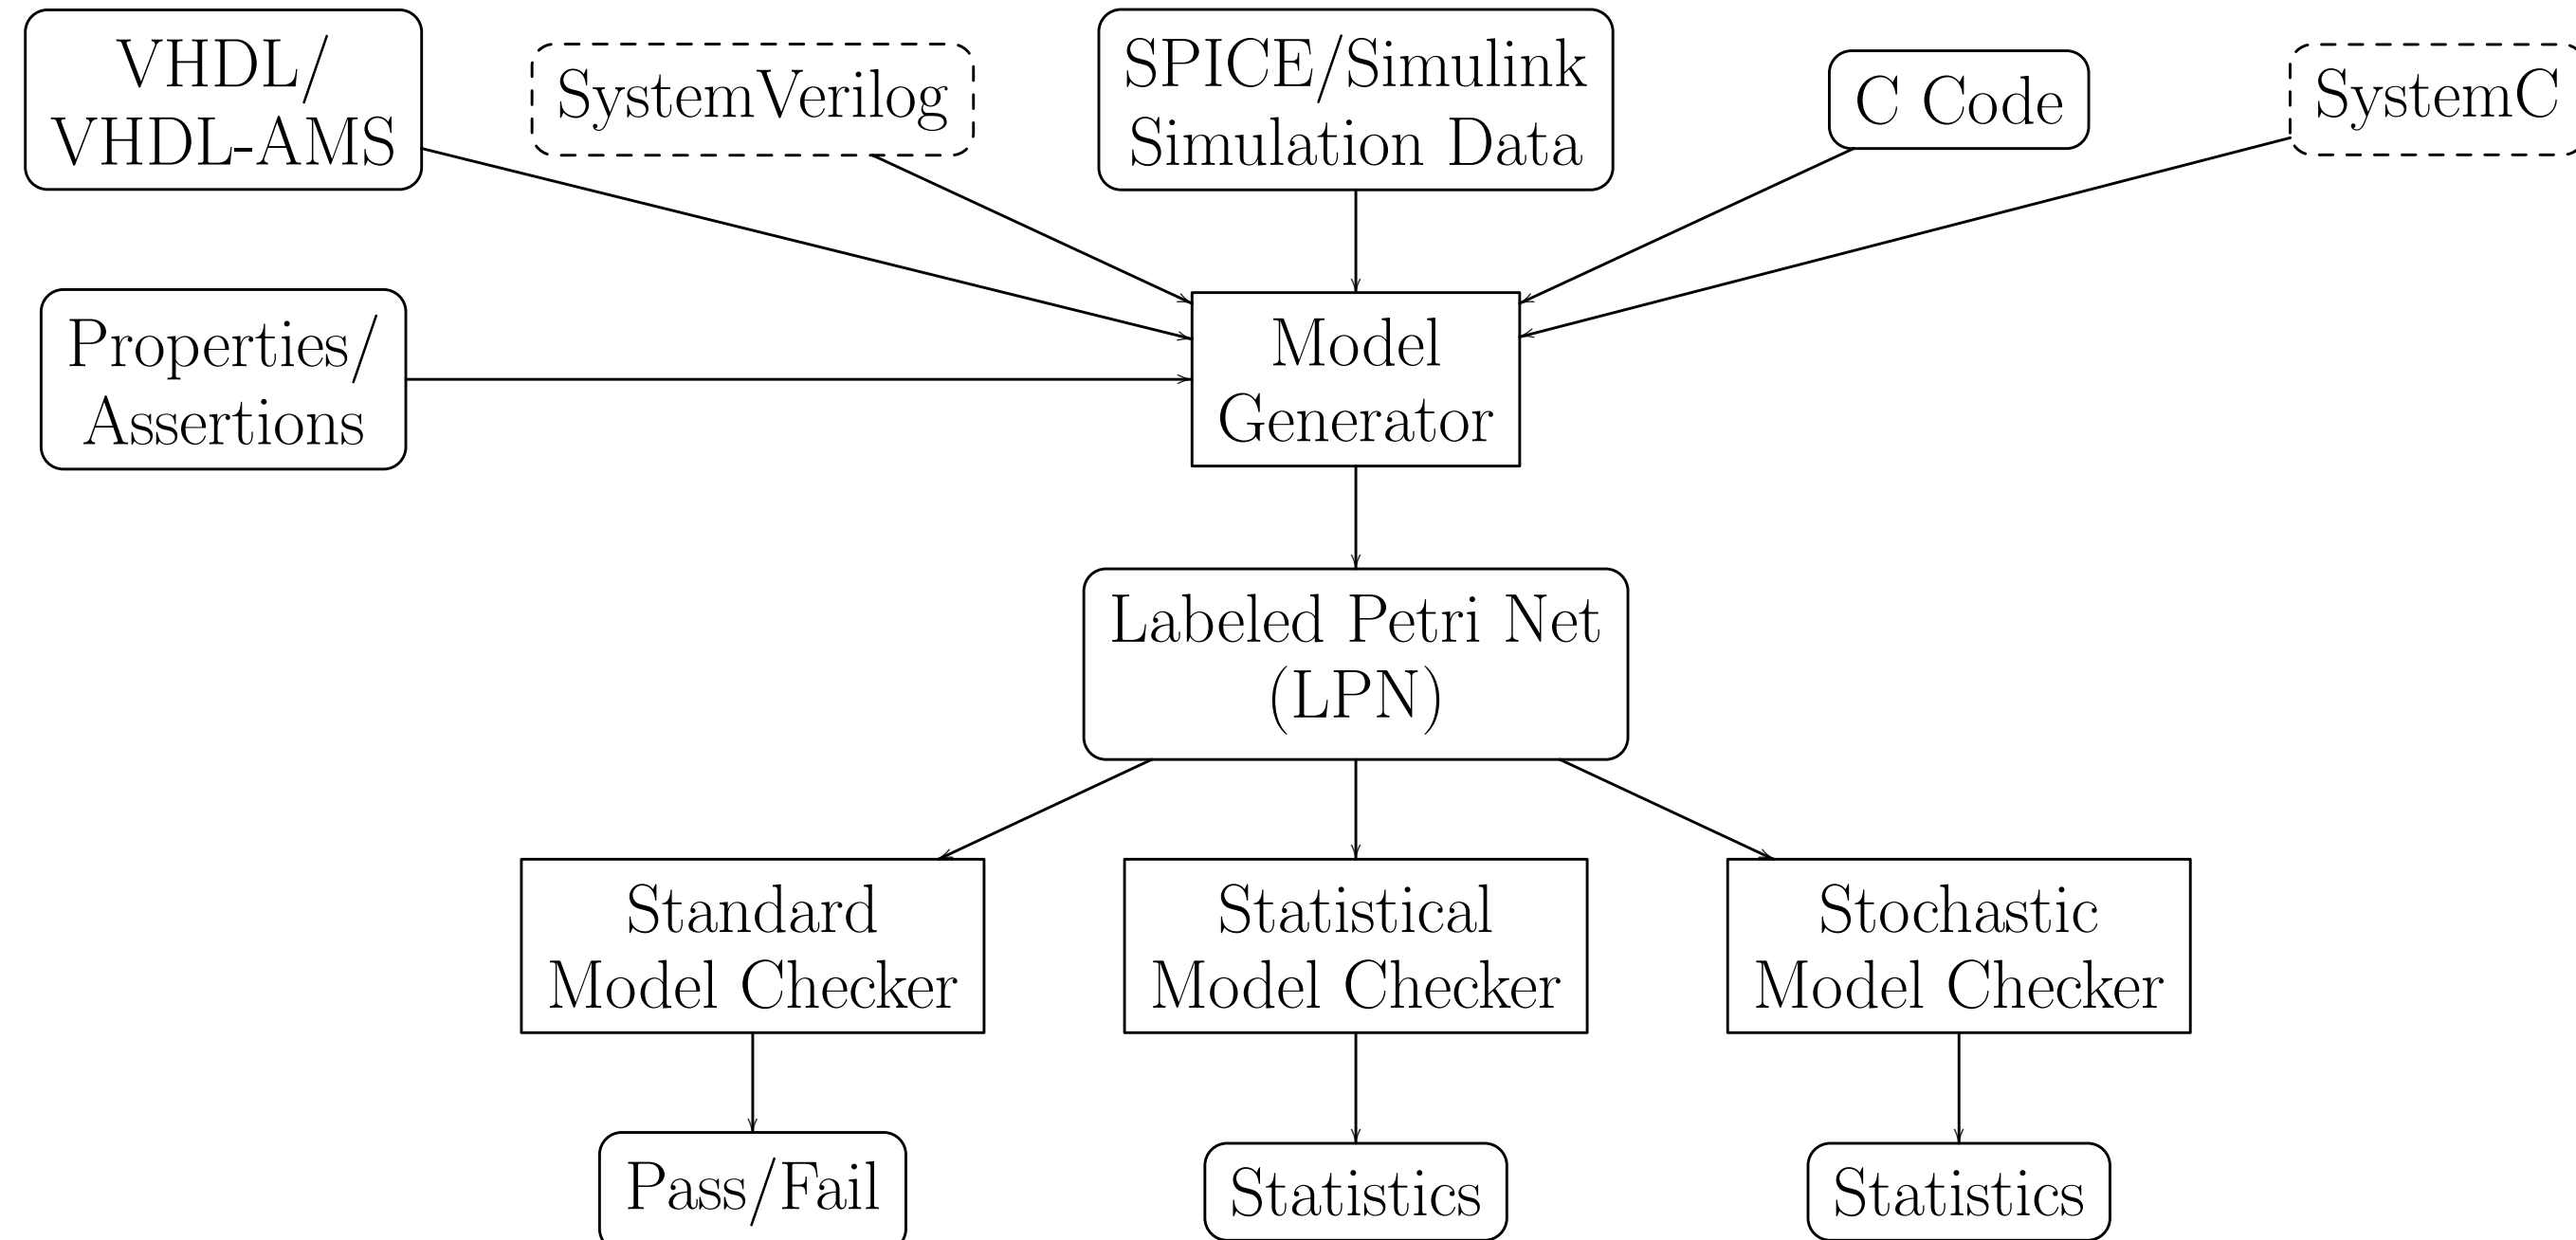 VHDL/
VHDL-AMS
SystemVerilog
SPICE/Simulink
Simulation Data
C Code
SystemC
Properties/
Assertions
Model
Generator
Labeled Petri Net
(LPN)
Standard
Model Checker
Statistical
Model Checker
Stochastic
Model Checker
Pass/Fail
Statistics
Statistics